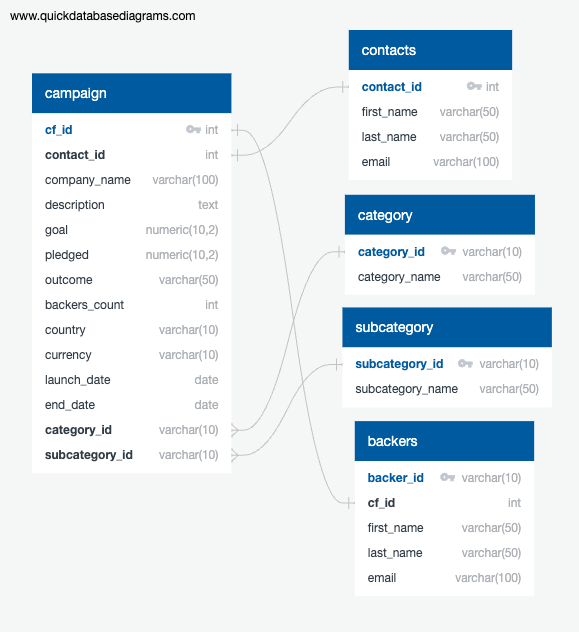 www.quickdatabasediagrams.com
campaign
cf_id int
contact_id int
company_name varchar(100)
description text
goal numeric(10,2)
pledged numeric(10,2)
outcome varchar(50)
backers_count int
country varchar(10)
currency varchar(10)
launch_date date
end_date date
category_id varchar(10)
subcategory_id varchar(10)
contacts
contact_id int
first_name varchar(50)
last_name varchar(50)
email varchar(100)
category
category_id varchar(10)
category_name varchar(50)
subcategory
subcategory_id varchar(10)
subcategory_name varchar(50)
backers
backer_id varchar(10)
cf_id int
first_name varchar(50)
last_name varchar(50)
email varchar(100)